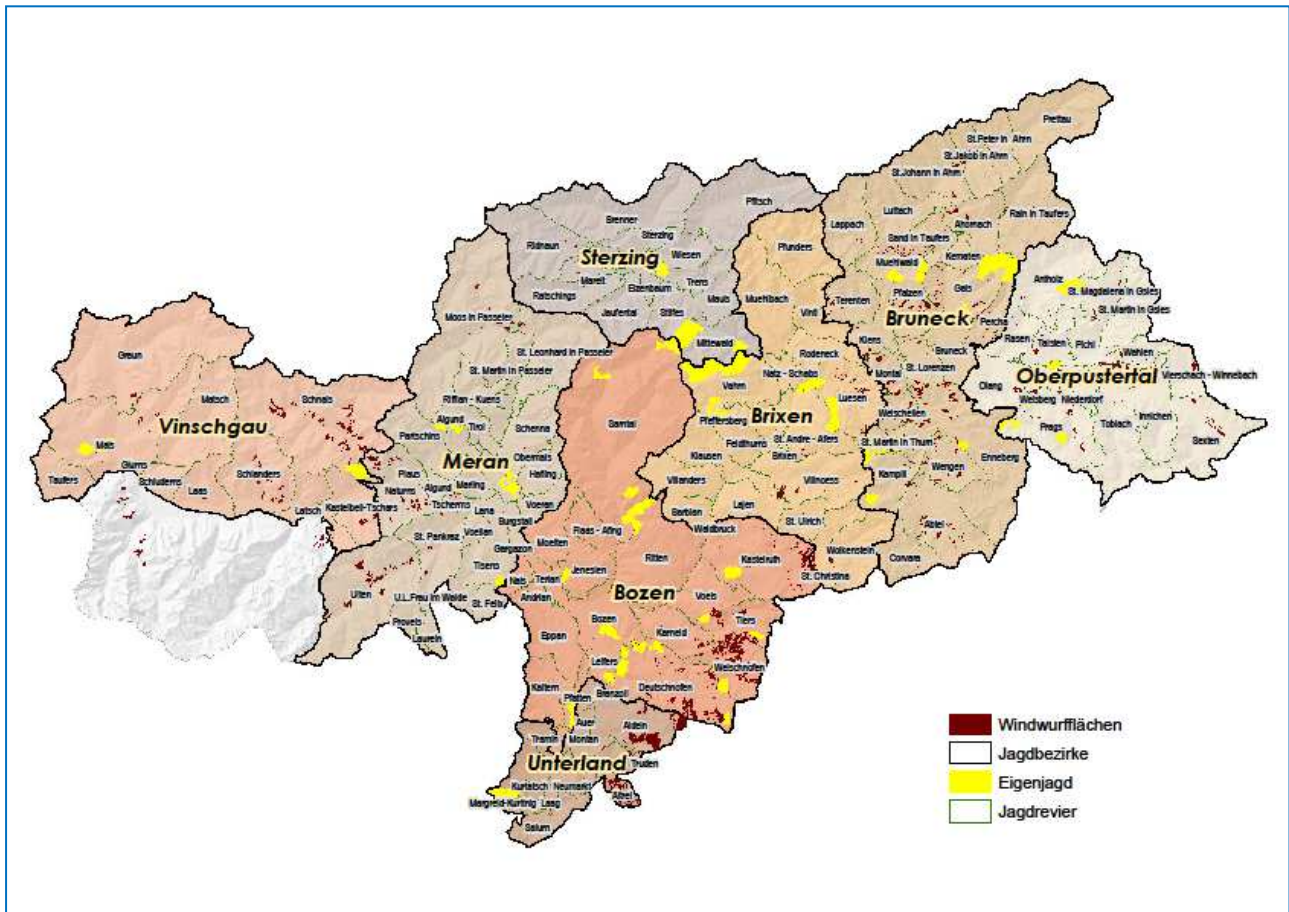 Prettau
St.Peter in Ahrn
St.Jakob in Ahrn
St.Johann in Ahrn
Pfitsch
Brenner
Lappach
Luttach
Ahornach
Rain in Taufers
Sterzing
Ridnaun
Wiesen
Pfunders
Sand in Taufers
Sterzing
Muehlwald
Kematen
Antholz
Mareit
Trens
Elzenbaum
Ratschings
Mauls
Muehlbach
Terenten
Pfalzen
Gais
St. Magdalena in Gsies
Moos in Passeier
Jaufental
Stilfes
Vintl
Bruneck
Percha
St. Martin in Gsies
Mittewald
Kiens
Rasen
Taisten
Pichl
Graun
St. Leonhard in Passeier
Rodeneck
Montal
Bruneck
Wahlen
St. Martin in Passeier
Natz - Schabs
St. Lorenzen
Oberpustertal
Vierschach - Winnebach
Matsch
Schnals
Riffian - Kuens
Vahrn
Luesen
Olang
Welsberg
Niederdorf
Algund
Tirol
Sarntal
Pfeffersberg
Brixen
Welschellen
Innichen
Vinschgau
Partschins
Schenna
Feldthurns
St. Andre - Afers
St. Martin in Thurn
Prags
Toblach
Sexten
Mals
Meran
Obermais
Klausen
Brixen
Wengen
Enneberg
Glurns
Schlanders
Plaus
Hafling
Kampill
Taufers
Schluderns
Naturns
Algund
Marling
Villanders
Villnoess
Laas
Tscherms
Lana
Voeran
Lajen
Latsch
Kastelbell-Tschars
Burgstall
Barbian
St. Ulrich
Abtei
St. Pankraz
Voellan
Flaas - Afing
Waidbruck
Gargazon
Moelten
Ritten
Wolkenstein
Corvara
Tisens
Kastelruth
Ulten
U.L.Frau im Walde
Nals
Terlan
Jenesien
St. Christina
St. Felix
Andrian
Bozen
Voels
Proveis
Bozen
Tiers
Laurein
Eppan
Karneid
Leifers
Welschnofen
Kaltern
Deutschnofen
Pfatten
Branzoll
Auer
Aldein
Windwurfflächen
Tramin
Montan
Jagdbezirke
Unterland
Truden
Eigenjagd
Kurtatsch
Neumarkt
Altrei
Margreid-Kurtinig
Laag
Jagdrevier
Salurn